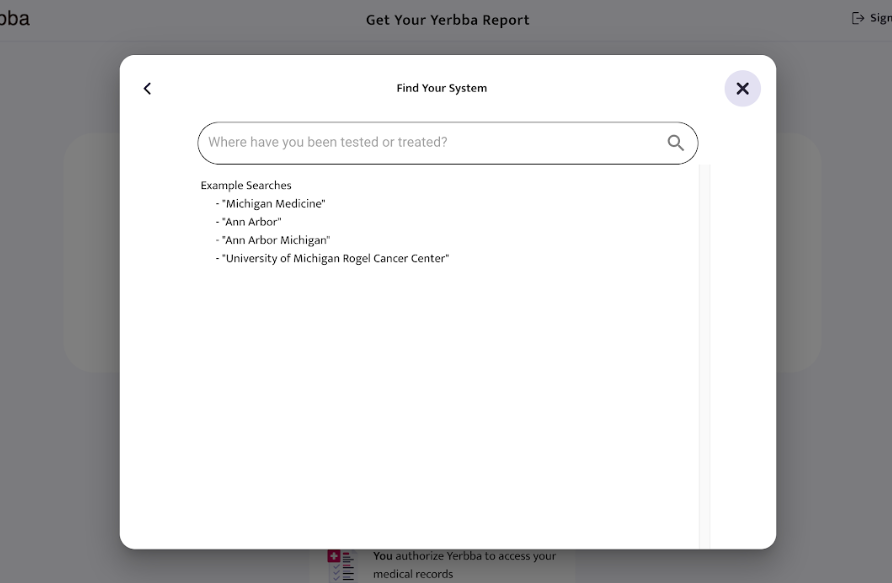 bba
Get Your Yerbba Report
Sign
Find Your System
Where have you been tested or treated?
Example Searches
- "Michigan Medicine"
- "Ann Arbor"
- "Ann Arbor Michigan"
- "University of Michigan Rogel Cancer Center"
You authorize Yerbba to access your
medical records